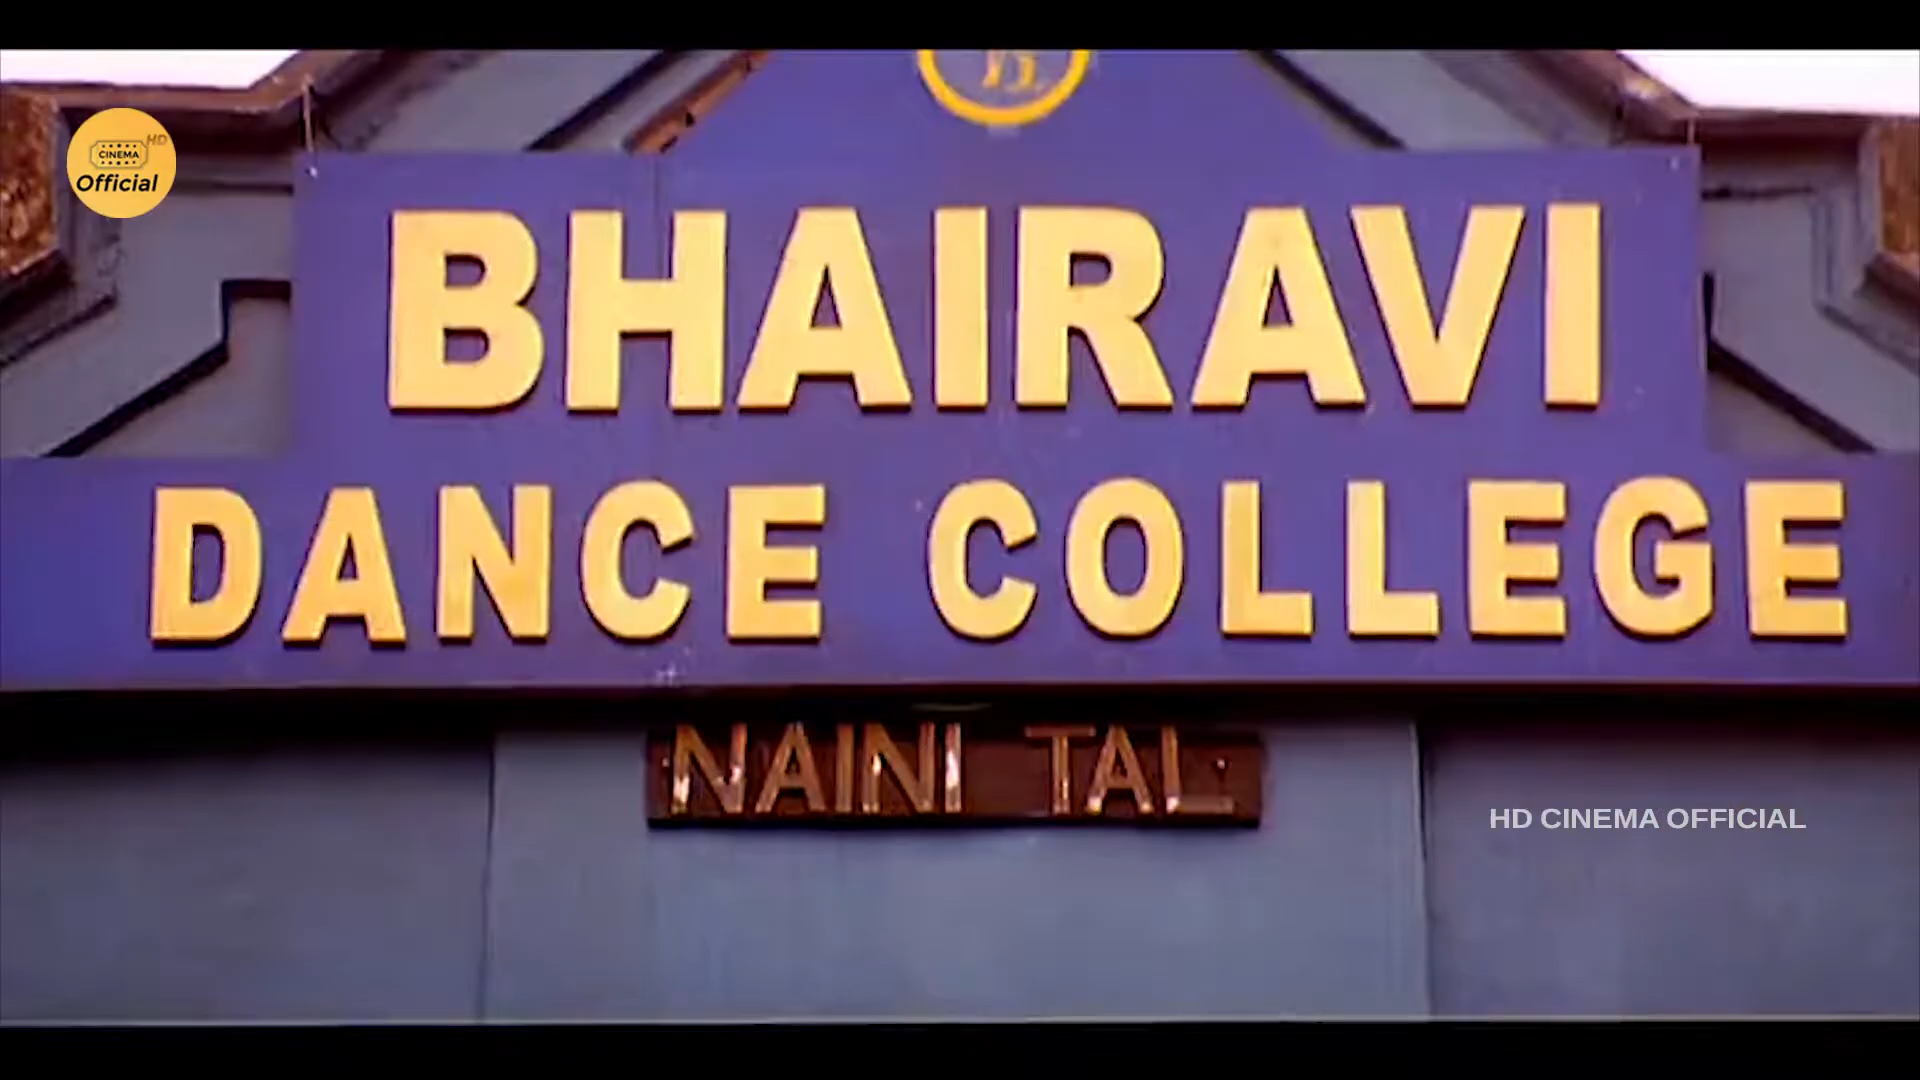 HD
CINEMA
Official
BHAIRAVI
DANCE COLLEGE
NAINI TAL
HD CINEMA OFFICIAL